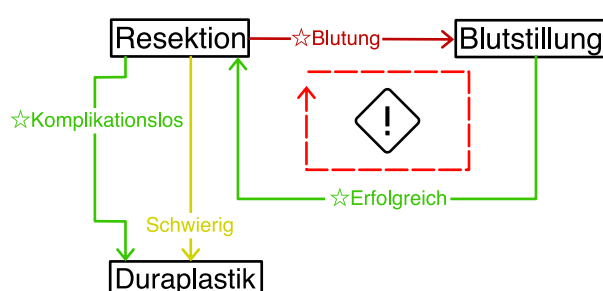 Resektion
☆Blutung
Blutstillung
☆Komplikationslos
!
☆Erfolgreich
Schwierig
Duraplastik